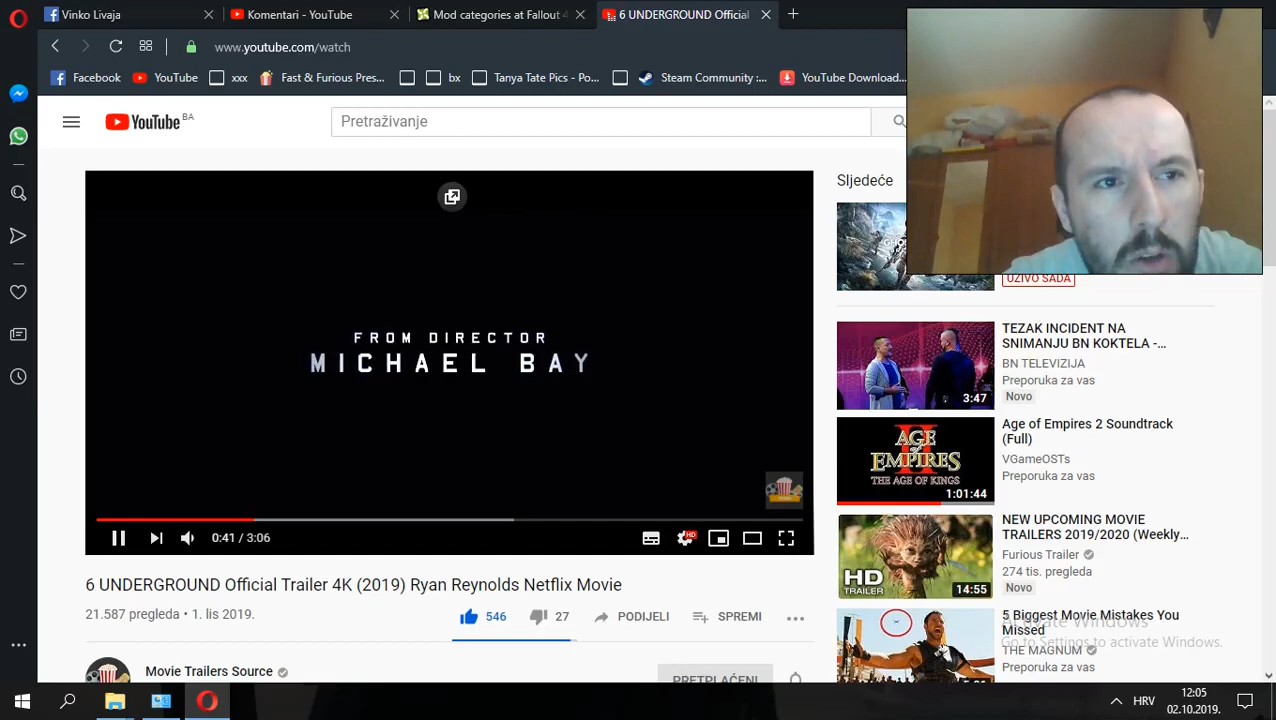 Vinko Livaja
Komentari - YouTube
Mod categories at Fallout 4
6 UNDERGROUND Official
www.youtube.com/watch
Facebook
YouTube
xxx
Fast & Furious Pres...
bx
Tanya Tate Pics - Po...
Steam Community :...
YouTube Download...
YouTube BA
Pretraživanje
Sljedeće
UŽIVO SADA
FROM DIRECTOR
MICHAEL BAY
TEZAK INCIDENT NA
SNIMANJU BN KOKTELA -...
BN TELEVIZIJA
Preporuka za vas
Novo
3:47
AGE
of
EMPIRES
II
THE AGE OF KINGS
1:01:44
Age of Empires 2 Soundtrack
(Full)
VGameOSTs
Preporuka za vas
HD
TRAILER
14:55
NEW UPCOMING MOVIE
TRAILERS 2019/2020 (Weekly...
Furious Trailer
274 tis. pregleda
Novo
0:41 / 3:06
HD
6 UNDERGROUND Official Trailer 4K (2019) Ryan Reynolds Netflix Movie
21.587 pregleda • 1. lis 2019.
546
27
PODIJELI
SPREMI
5 Biggest Movie Mistakes You
Missed
THE MAGNUM
Preporuka za vas
Activate Windows
Go to Settings to activate Windows.
Movie Trailers Source
PRETPLAĆENI
HRV
12:05
02.10.2019.